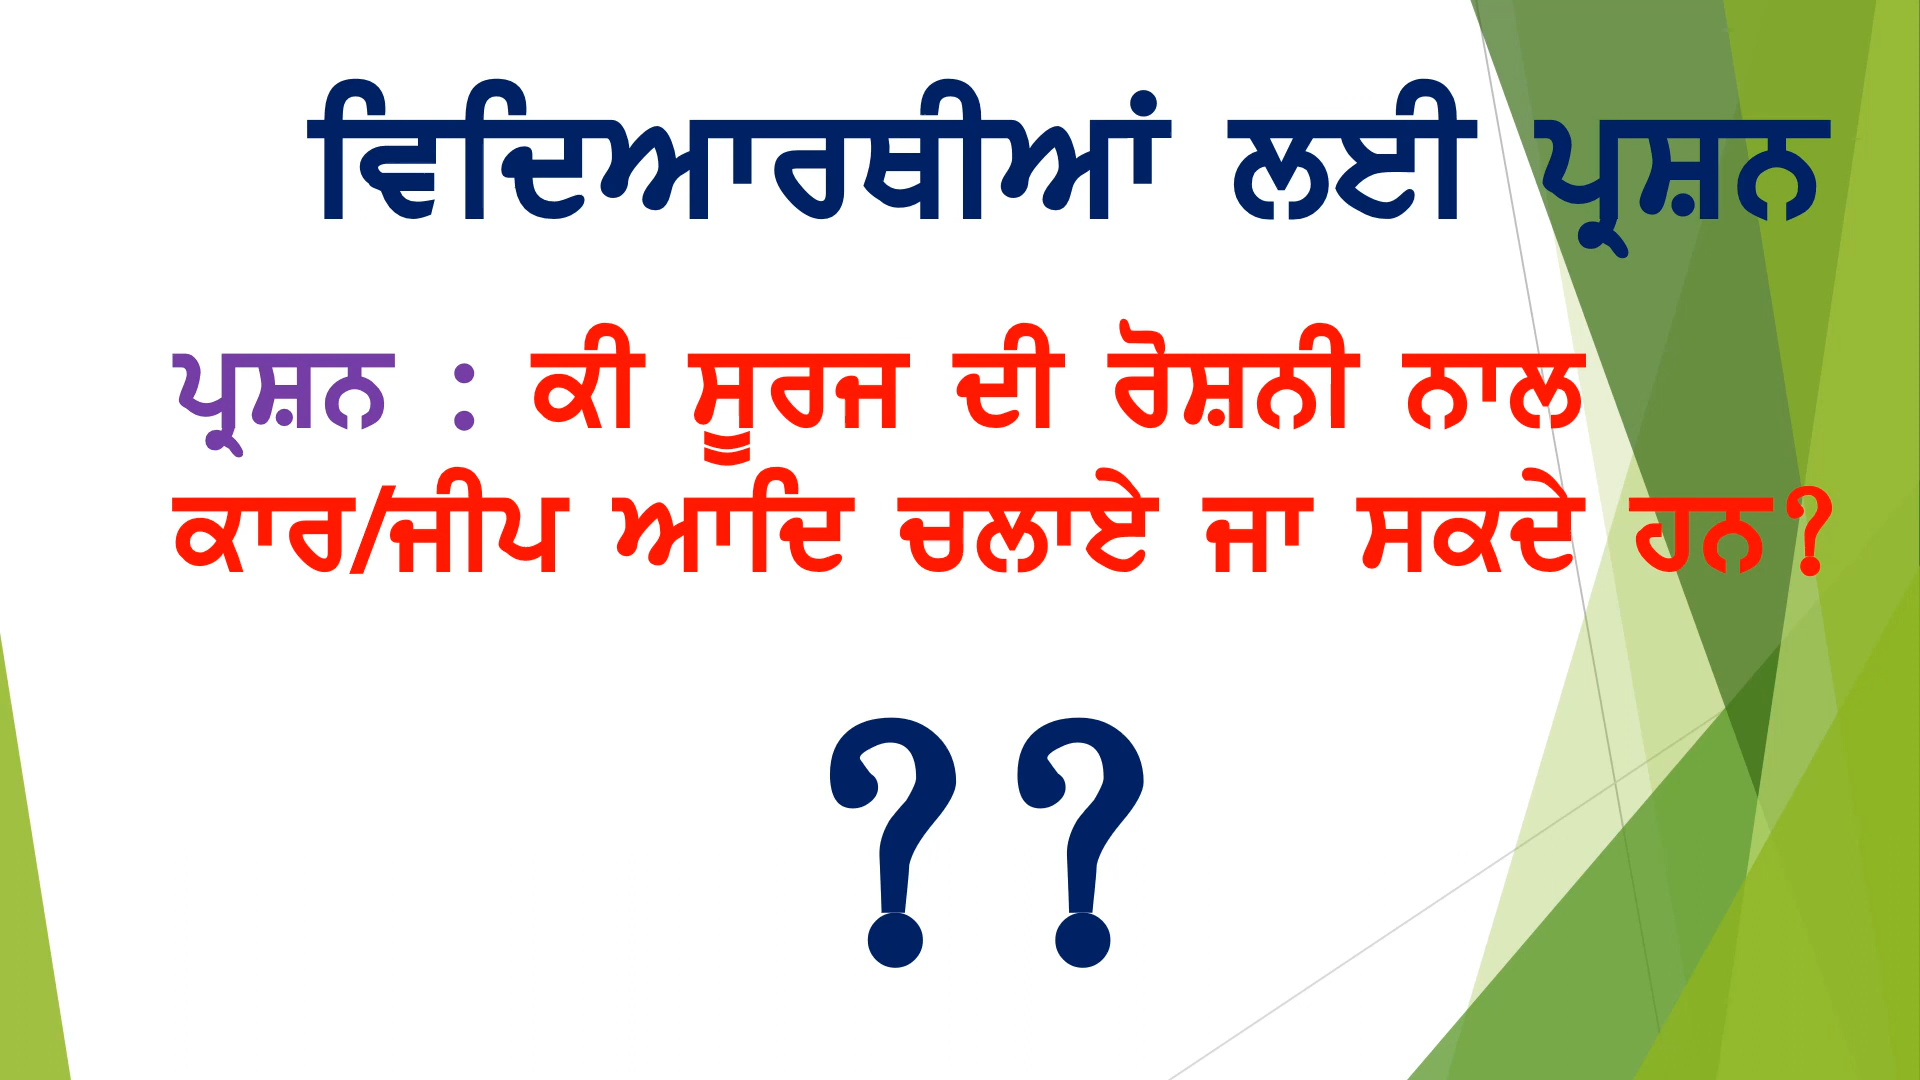 ਵਿਦਿਆਰਥੀਆਂ ਲਈ ਪ੍ਰਸ਼ਨ
ਪ੍ਰਸ਼ਨ : ਕੀ ਸੂਰਜ ਦੀ ਰੋਸ਼ਨੀ ਨਾਲ
ਕਾਰ/ਜੀਪ ਆਦਿ ਚਲਾਏ ਜਾ ਸਕਦੇ ਹਨ?
??